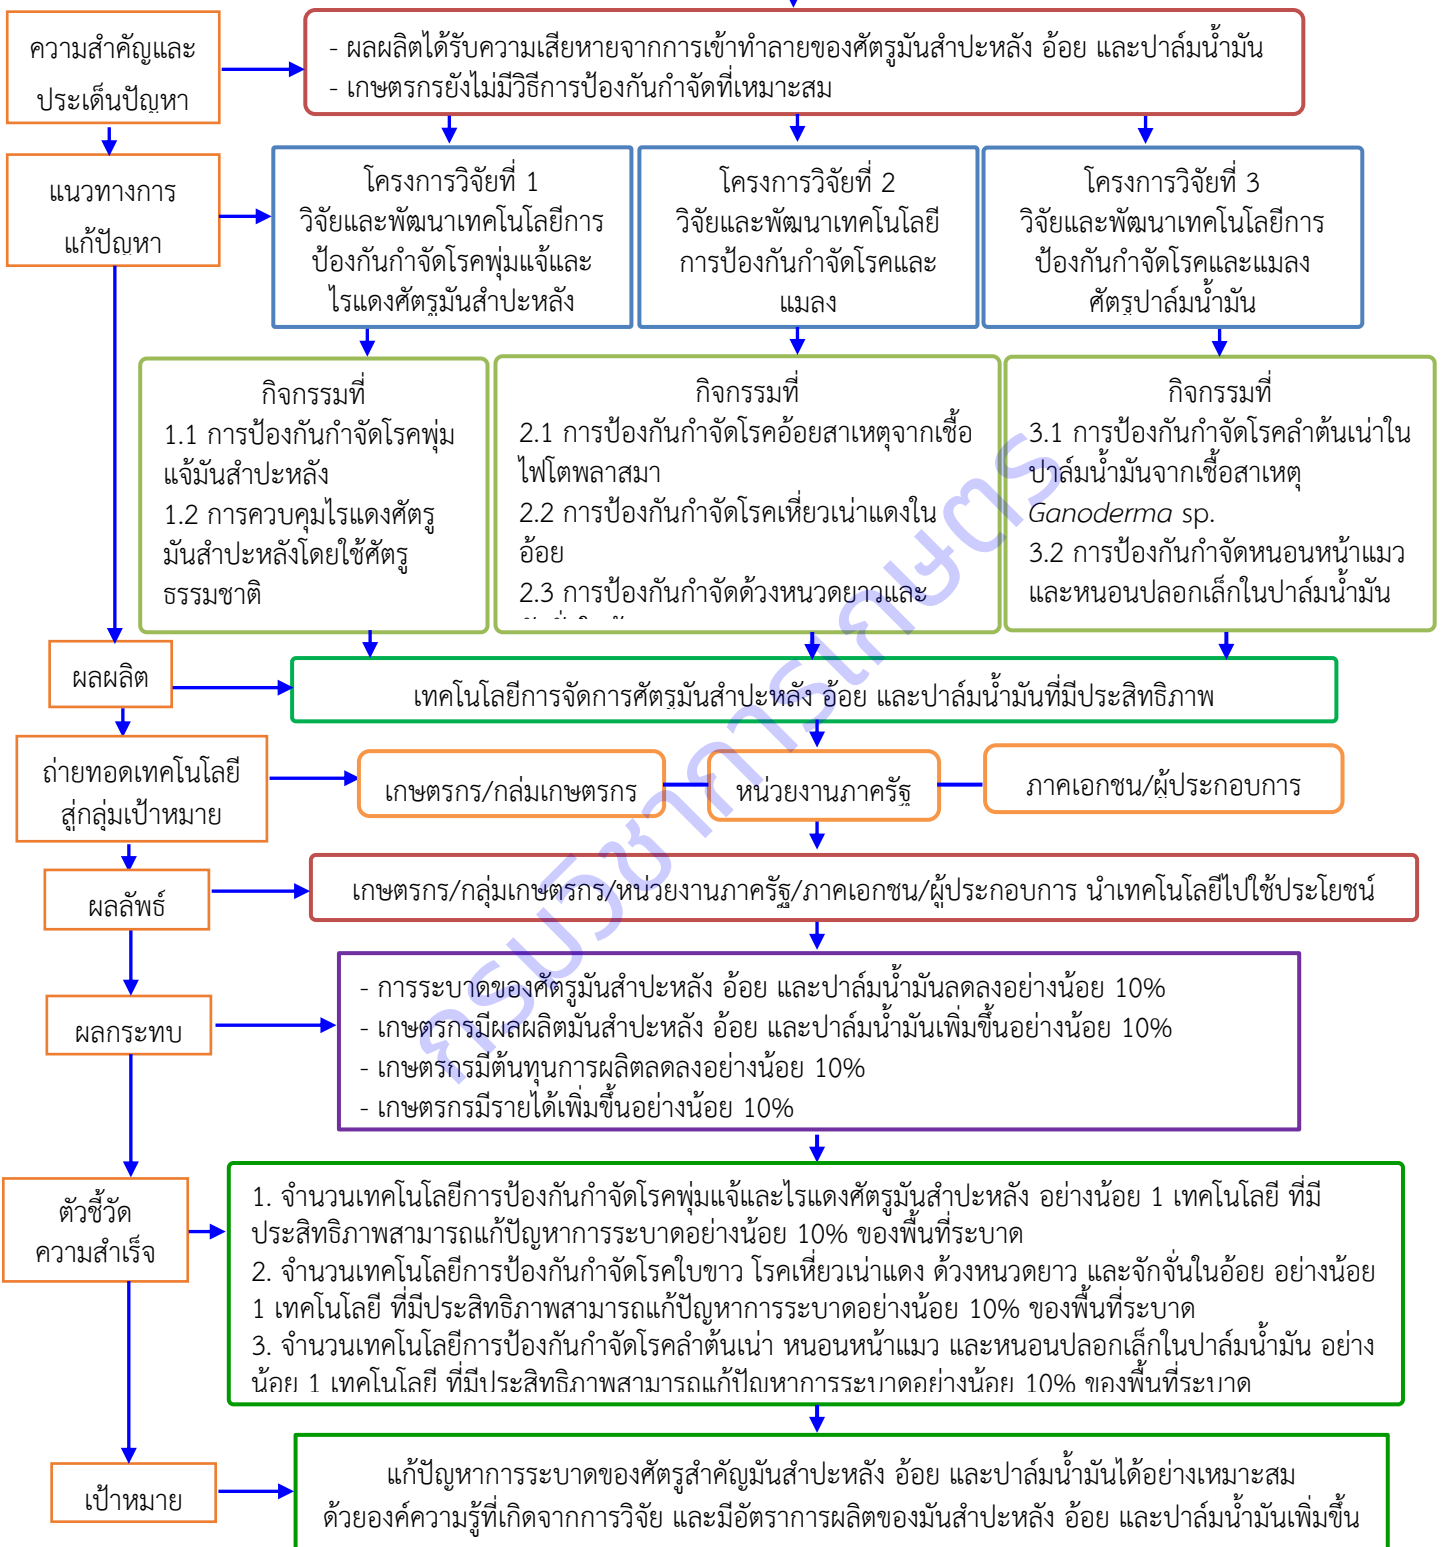 ความสำคัญและ
ประเด็นปัญหา
- ผลผลิตได้รับความเสียหายจากการเข้าทำลายของศัตรูมันสำปะหลัง อ้อย และปาล์มน้ำมัน
- เกษตรกรยังไม่มีวิธีการป้องกันกำจัดที่เหมาะสม
แนวทางการ
แก้ปัญหา
โครงการวิจัยที่ 1
วิจัยและพัฒนาเทคโนโลยีการ
ป้องกันกำจัดโรคพุ่มแจ้และ
ไรแดงศัตรูมันสำปะหลัง
โครงการวิจัยที่ 2
วิจัยและพัฒนาเทคโนโลยี
การป้องกันกำจัดโรคและ
แมลง
โครงการวิจัยที่ 3
วิจัยและพัฒนาเทคโนโลยีการ
ป้องกันกำจัดโรคและแมลง
ศัตรูปาล์มน้ำมัน
กิจกรรมที่
1.1 การป้องกันกำจัดโรคพุ่ม
แจ้มันสำปะหลัง
1.2 การควบคุมไรแดงศัตรู
มันสำปะหลังโดยใช้ศัตรู
ธรรมชาติ
กิจกรรมที่
2.1 การป้องกันกำจัดโรคอ้อยสาเหตุจากเชื้อ
ไฟโตพลาสมา
2.2 การป้องกันกำจัดโรคเหี่ยวเน่าแดงใน
อ้อย
2.3 การป้องกันกำจัดด้วงหนวดยาวและ
กิจกรรมที่
3.1 การป้องกันกำจัดโรคลำต้นเน่าใน
ปาล์มน้ำมันจากเชื้อสาเหตุ
Ganoderma sp.
3.2 การป้องกันกำจัดหนอนหน้าแมว
และหนอนปลอกเล็กในปาล์มน้ำมัน
ผลผลิต
เทคโนโลยีการจัดการศัตรูมันสำปะหลัง อ้อย และปาล์มน้ำมันที่มีประสิทธิภาพ
ถ่ายทอดเทคโนโลยี
สู่กลุ่มเป้าหมาย
เกษตรกร/กลุ่มเกษตรกร
หน่วยงานภาครัฐ
ภาคเอกชน/ผู้ประกอบการ
ผลลัพธ์
เกษตรกร/กลุ่มเกษตรกร/หน่วยงานภาครัฐ/ภาคเอกชน/ผู้ประกอบการ นำเทคโนโลยีไปใช้ประโยชน์
ผลกระทบ
- การระบาดของศัตรูมันสำปะหลัง อ้อย และปาล์มน้ำมันลดลงอย่างน้อย 10%
- เกษตรกรมีผลผลิตมันสำปะหลัง อ้อย และปาล์มน้ำมันเพิ่มขึ้นอย่างน้อย 10%
- เกษตรกรมีต้นทุนการผลิตลดลงอย่างน้อย 10%
- เกษตรกรมีรายได้เพิ่มขึ้นอย่างน้อย 10%
ตัวชี้วัด
ความสำเร็จ
1. จำนวนเทคโนโลยีการป้องกันกำจัดโรคพุ่มแจ้และไรแดงศัตรูมันสำปะหลัง อย่างน้อย 1 เทคโนโลยี ที่มี
ประสิทธิภาพสามารถแก้ปัญหาการระบาดอย่างน้อย 10% ของพื้นที่ระบาด
2. จำนวนเทคโนโลยีการป้องกันกำจัดโรคใบขาว โรคเหี่ยวเน่าแดง ด้วงหนวดยาว และจักจั่นในอ้อย อย่างน้อย
1 เทคโนโลยี ที่มีประสิทธิภาพสามารถแก้ปัญหาการระบาดอย่างน้อย 10% ของพื้นที่ระบาด
3. จำนวนเทคโนโลยีการป้องกันกำจัดโรคลำต้นเน่า หนอนหน้าแมว และหนอนปลอกเล็กในปาล์มน้ำมัน อย่าง
น้อย 1 เทคโนโลยี ที่มีประสิทธิภาพสามารถแก้ปัญหาการระบาดอย่างน้อย 10% ของพื้นที่ระบาด
เป้าหมาย
แก้ปัญหาการระบาดของศัตรูสำคัญมันสำปะหลัง อ้อย และปาล์มน้ำมันได้อย่างเหมาะสม
ด้วยองค์ความรู้ที่เกิดจากการวิจัย และมีอัตราการผลิตของมันสำปะหลัง อ้อย และปาล์มน้ำมันเพิ่มขึ้น
กรมวิชาการเกษตร